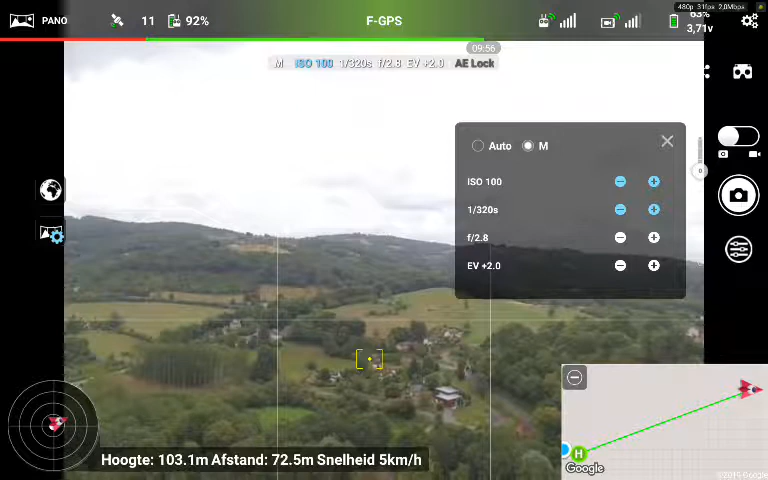 480p 31fps 2,0Mbps
PANO 11 92% F-GPS 63%
3,71v
09:56
M ISO 100 1/320s f/2.8 EV +2.0 AE Lock
Auto M
ISO 100
1/320s
f/2.8
EV +2.0
0
H
Google
©2019 Google
Hoogte: 103.1m Afstand: 72.5m Snelheid 5km/h